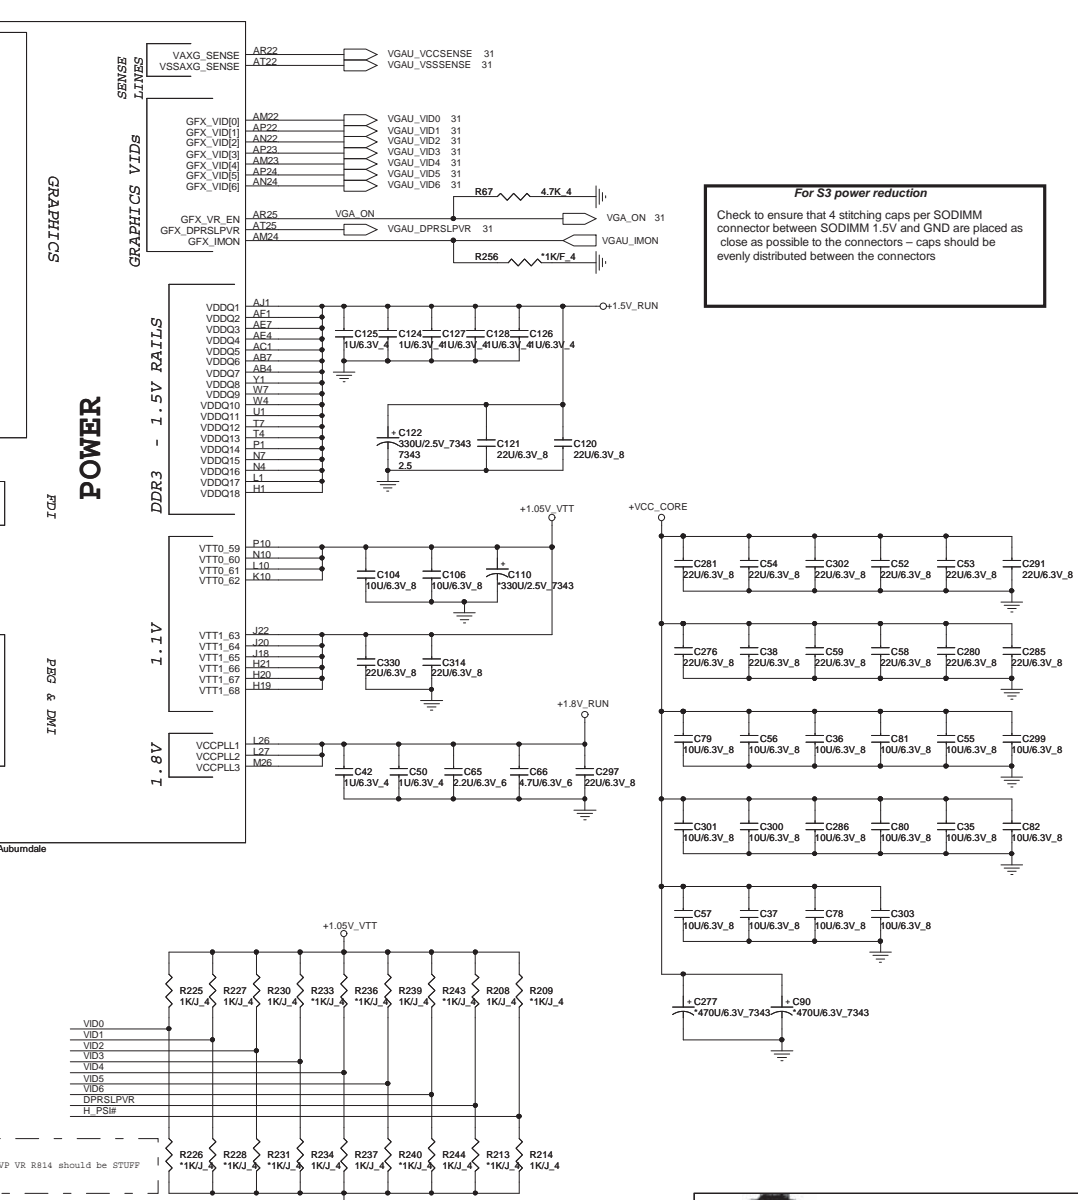 SENSE
LINES
VAXG_SENSE AR22 VGAU_VCCSENSE 31
VSSAXG_SENSE AT22 VGAU_VSSSENSE 31
GRAPHICS VIDs
GFX_VID[0] AM22 VGAU_VID0 31
GFX_VID[1] AP22 VGAU_VID1 31
GFX_VID[2] AN22 VGAU_VID2 31
GFX_VID[3] AP23 VGAU_VID3 31
GFX_VID[4] AM23 VGAU_VID4 31
GFX_VID[5] AP24 VGAU_VID5 31
GFX_VID[6] AN24 VGAU_VID6 31
R67 4.7K_4
GFX_VR_EN AR25 VGA_ON VGA_ON 31
GFX_DPRSLPVR AT25 VGAU_DPRSLPVR 31
GFX_IMON AM24 VGAU_IMON
R256 *1K/F_4
For S3 power reduction
Check to ensure that 4 stitching caps per SODIMM
connector between SODIMM 1.5V and GND are placed as
close as possible to the connectors – caps should be
evenly distributed between the connectors
GRAPHICS
POWER
FDI
PEG & DMI
DDR3 - 1.5V RAILS
VDDQ1 AJ1 +1.5V_RUN
VDDQ2 AF1
VDDQ3 AE7
VDDQ4 AE4
VDDQ5 AC1
VDDQ6 AB7
VDDQ7 AB4
VDDQ8 Y1
VDDQ9 W7
VDDQ10 W4
VDDQ11 U1
VDDQ12 T7
VDDQ13 T4
VDDQ14 P1
VDDQ15 N7
VDDQ16 N4
VDDQ17 L1
VDDQ18 H1
C125 C124 C127 C128 C126
1U/6.3V_4 1U/6.3V_4 1U/6.3V_4 1U/6.3V_4 1U/6.3V_4
+ C122
330U/2.5V_7343
7343
2.5
C121
22U/6.3V_8
C120
22U/6.3V_8
1.1V
+1.05V_VTT
VTT0_59 P10
VTT0_60 N10
VTT0_61 L10
VTT0_62 K10
C104
10U/6.3V_8
C106
10U/6.3V_8
+ C110
*330U/2.5V_7343
VTT1_63 J22
VTT1_64 J20
VTT1_65 J18
VTT1_66 H21
VTT1_67 H20
VTT1_68 H19
C330
22U/6.3V_8
C314
22U/6.3V_8
1.8V
+1.8V_RUN
VCCPLL1 L26
VCCPLL2 L27
VCCPLL3 M26
C42 C50 C65 C66 C297
1U/6.3V_4 1U/6.3V_4 2.2U/6.3V_6 4.7U/6.3V_6 22U/6.3V_8
Auburndale
+VCC_CORE
C281 C54 C302 C52 C53 C291
22U/6.3V_8 22U/6.3V_8 22U/6.3V_8 22U/6.3V_8 22U/6.3V_8 22U/6.3V_8
C276 C38 C59 C58 C280 C285
22U/6.3V_8 22U/6.3V_8 22U/6.3V_8 22U/6.3V_8 22U/6.3V_8 22U/6.3V_8
C79 C56 C36 C81 C55 C299
10U/6.3V_8 10U/6.3V_8 10U/6.3V_8 10U/6.3V_8 10U/6.3V_8 10U/6.3V_8
C301 C300 C286 C80 C35 C82
10U/6.3V_8 10U/6.3V_8 10U/6.3V_8 10U/6.3V_8 10U/6.3V_8 10U/6.3V_8
C57 C37 C78 C303
10U/6.3V_8 10U/6.3V_8 10U/6.3V_8 10U/6.3V_8
+ C277 + C90
*470U/6.3V_7343 *470U/6.3V_7343
+1.05V_VTT
R225 R227 R230 R233 R236 R239 R243 R208 R209
1K/J_4 1K/J_4 1K/J_4 *1K/J_4 *1K/J_4 1K/J_4 *1K/J_4 1K/J_4 *1K/J_4
VID0
VID1
VID2
VID3
VID4
VID5
VID6
DPRSLPVR
H_PSI#
R226 R228 R231 R234 R237 R240 R244 R213 R214
*1K/J_4 *1K/J_4 *1K/J_4 1K/J_4 1K/J_4 *1K/J_4 1K/J_4 *1K/J_4 1K/J_4
VP VR R814 should be STUFF